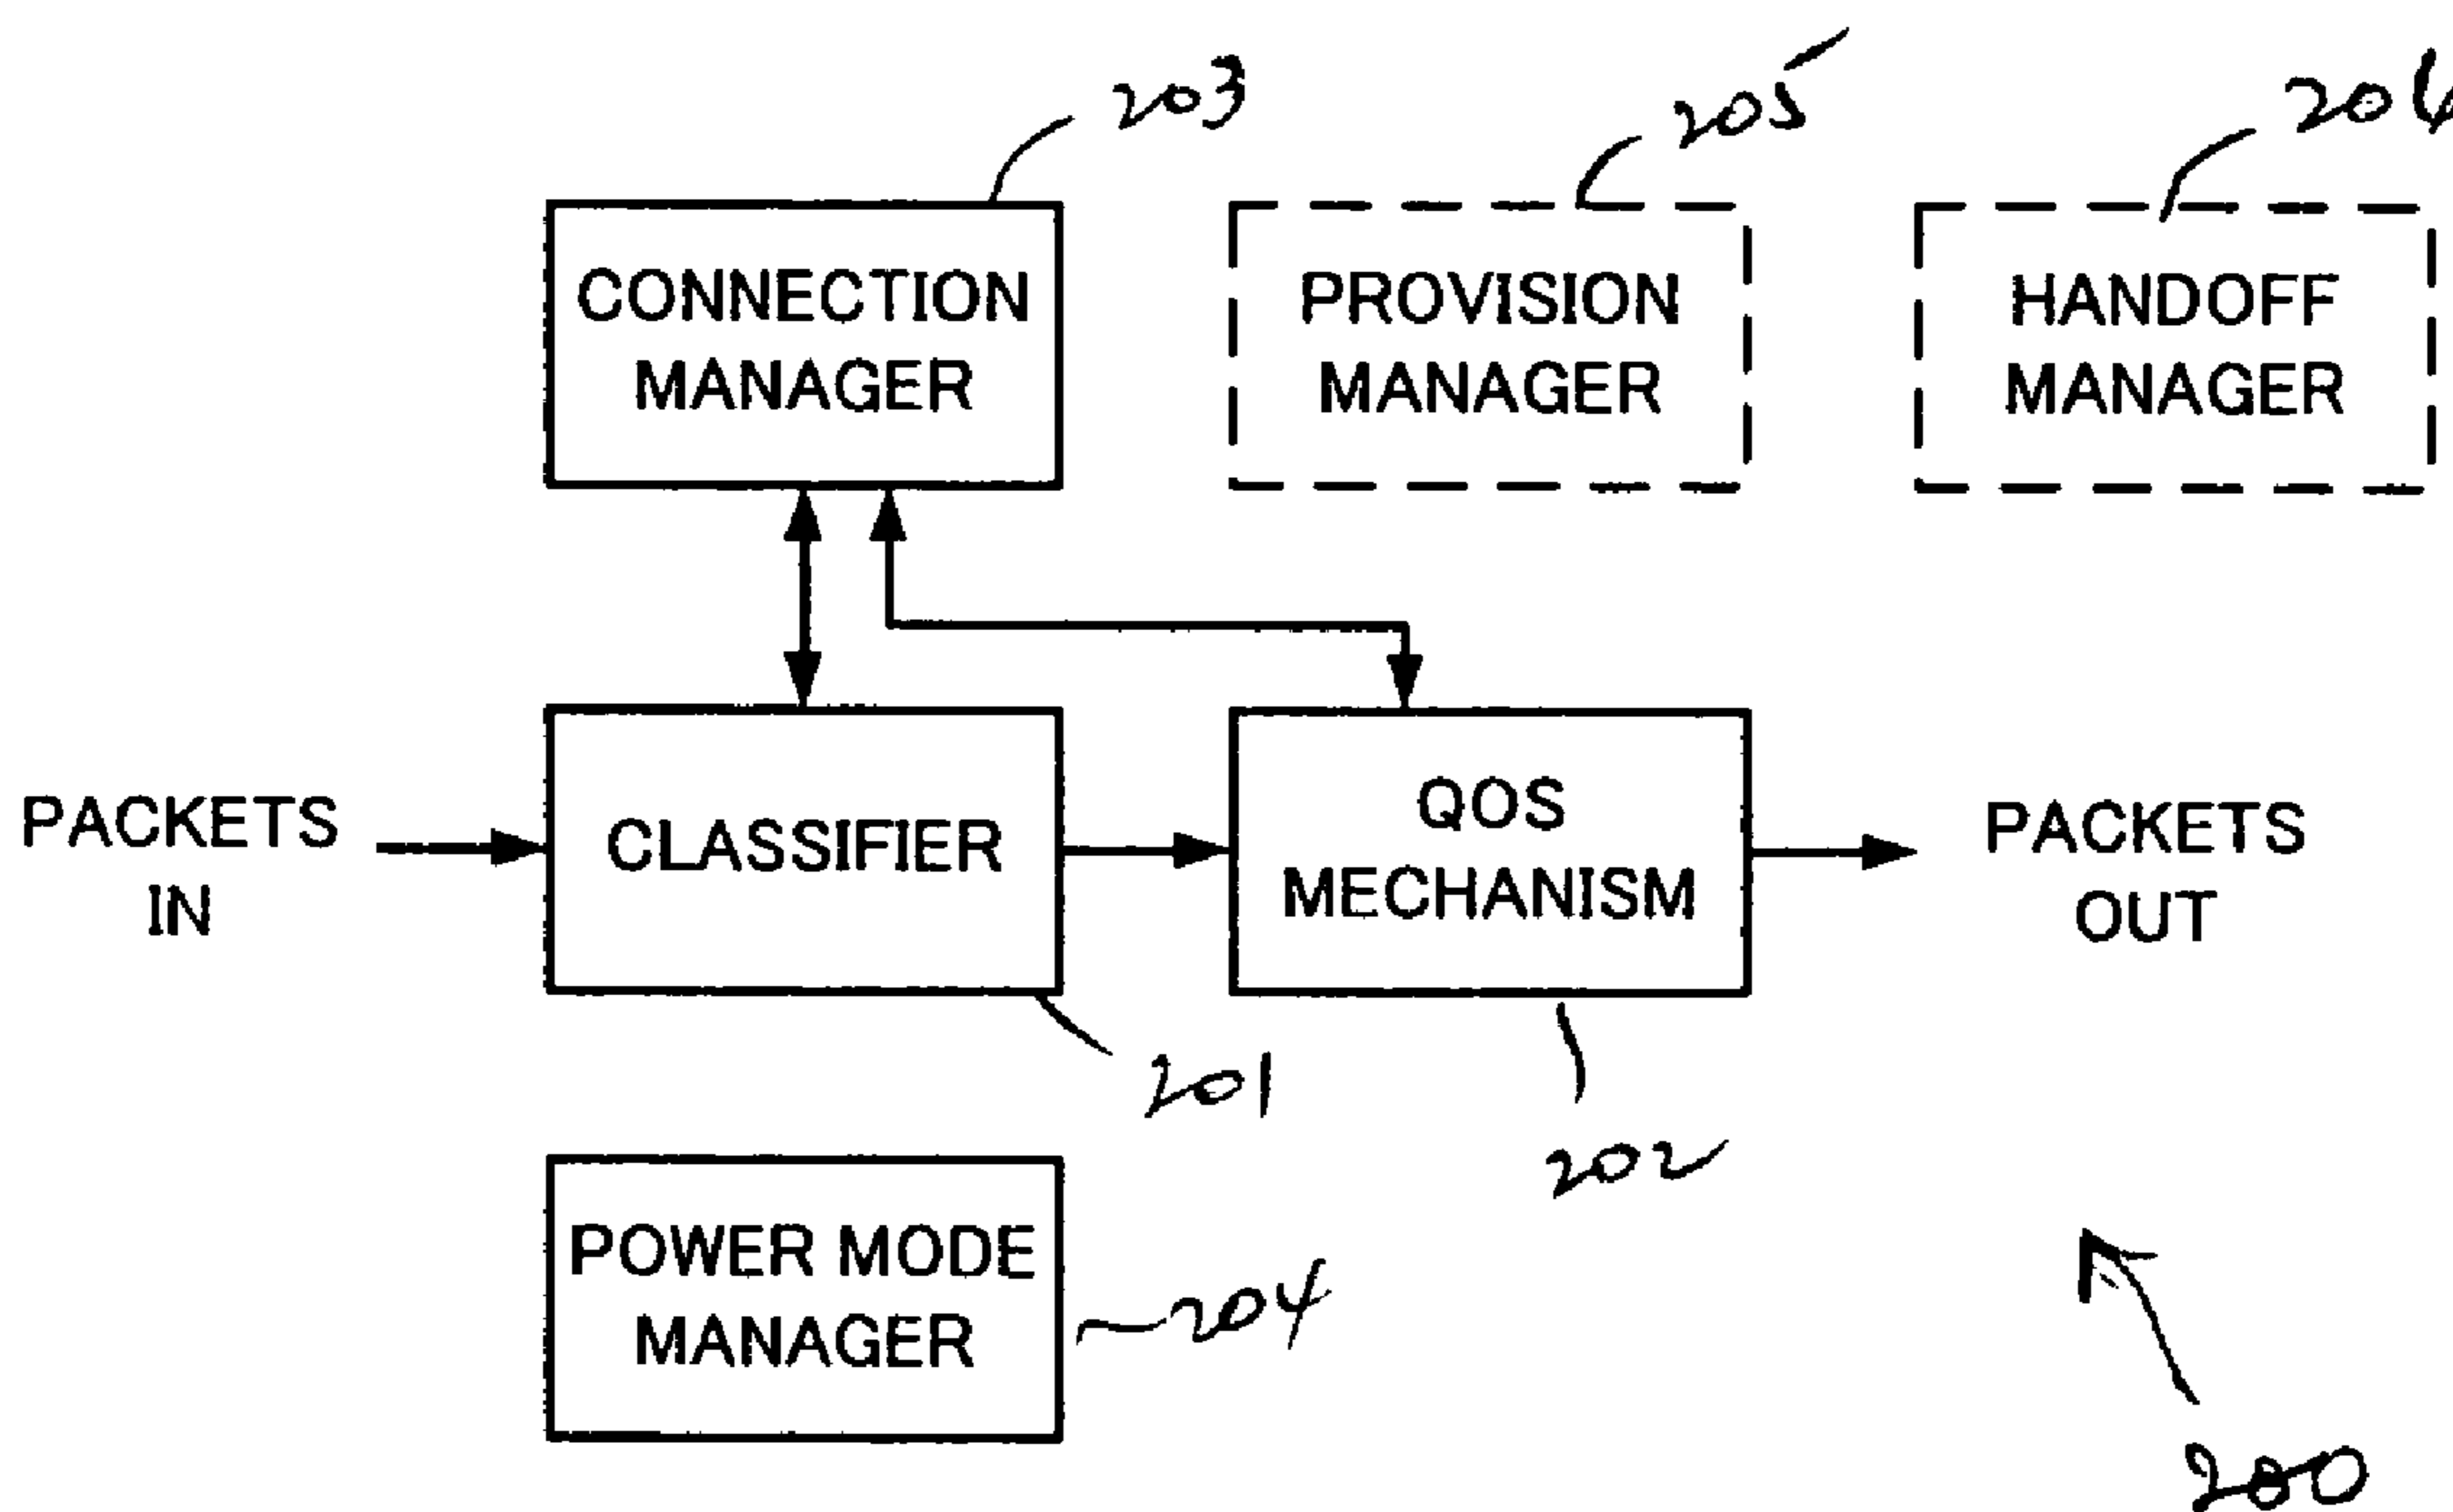 203
205
206
CONNECTION
MANAGER
PROVISION
MANAGER
HANDOFF
MANAGER
PACKETS
IN
CLASSIFIER
QOS
MECHANISM
PACKETS
OUT
201
202
POWER MODE
MANAGER
204
200